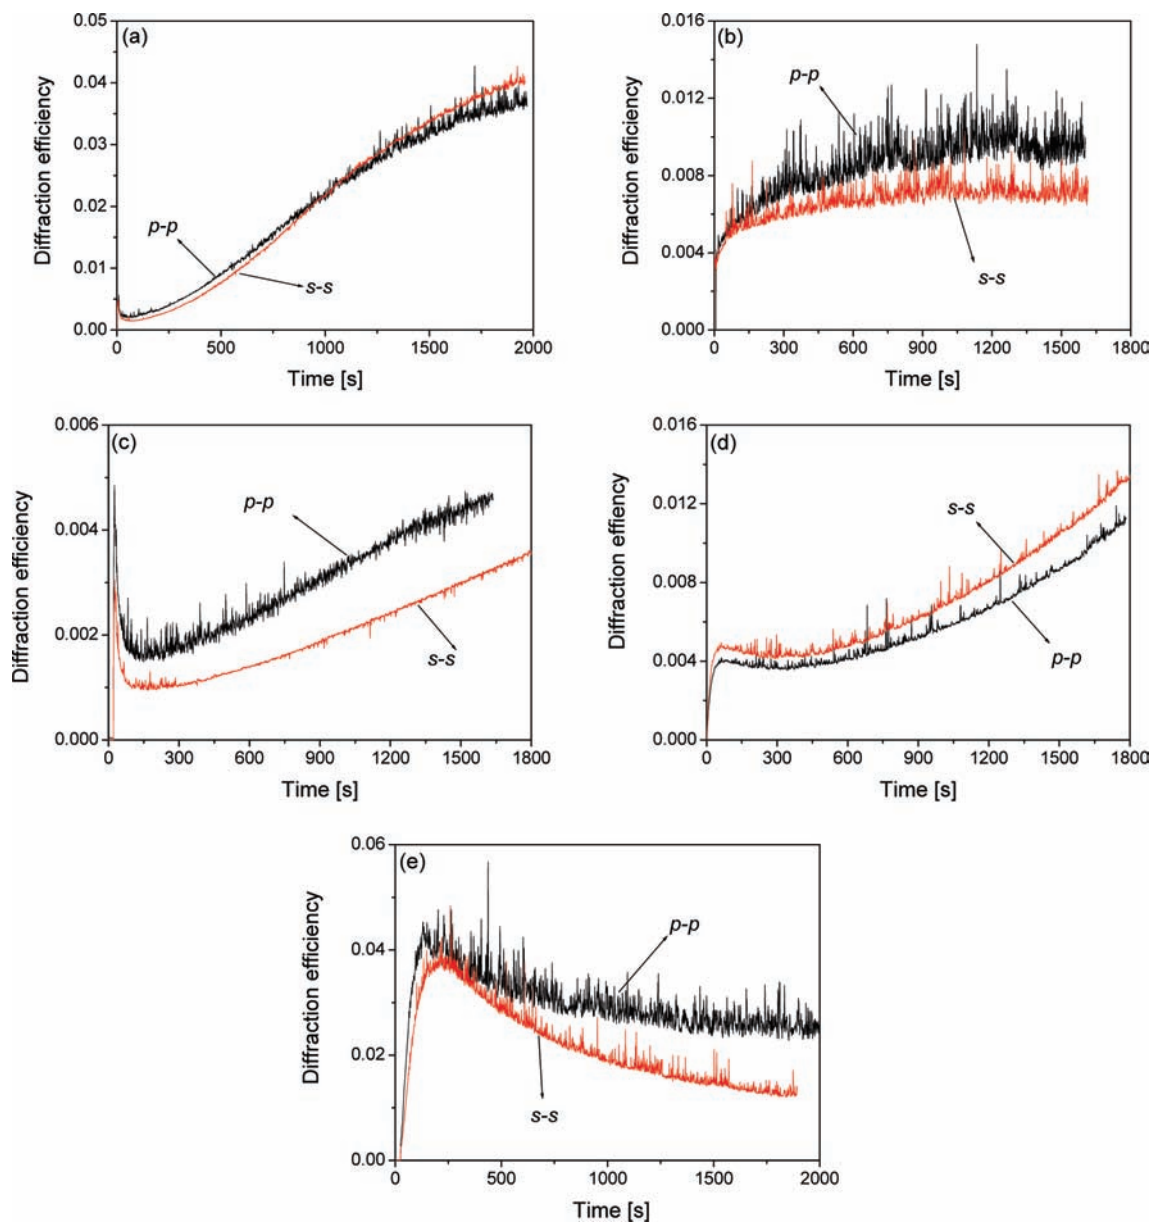 (a)
0.05
0.04
0.03
0.02
0.01
0.00
Diffraction efficiency
p-p
s-s
0 500 1000 1500 2000
Time [s]
(b)
0.016
0.012
0.008
0.004
0.000
Diffraction efficiency
p-p
s-s
0 300 600 900 1200 1500 1800
Time [s]
(c)
0.006
0.004
0.002
0.000
Diffraction efficiency
p-p
s-s
0 300 600 900 1200 1500 1800
Time [s]
(d)
0.016
0.012
0.008
0.004
0.000
Diffraction effiency
s-s
p-p
0 300 600 900 1200 1500 1800
Time [s]
(e)
0.06
0.04
0.02
0.00
Diffraction efficiency
p-p
s-s
0 500 1000 1500 2000
Time [s]